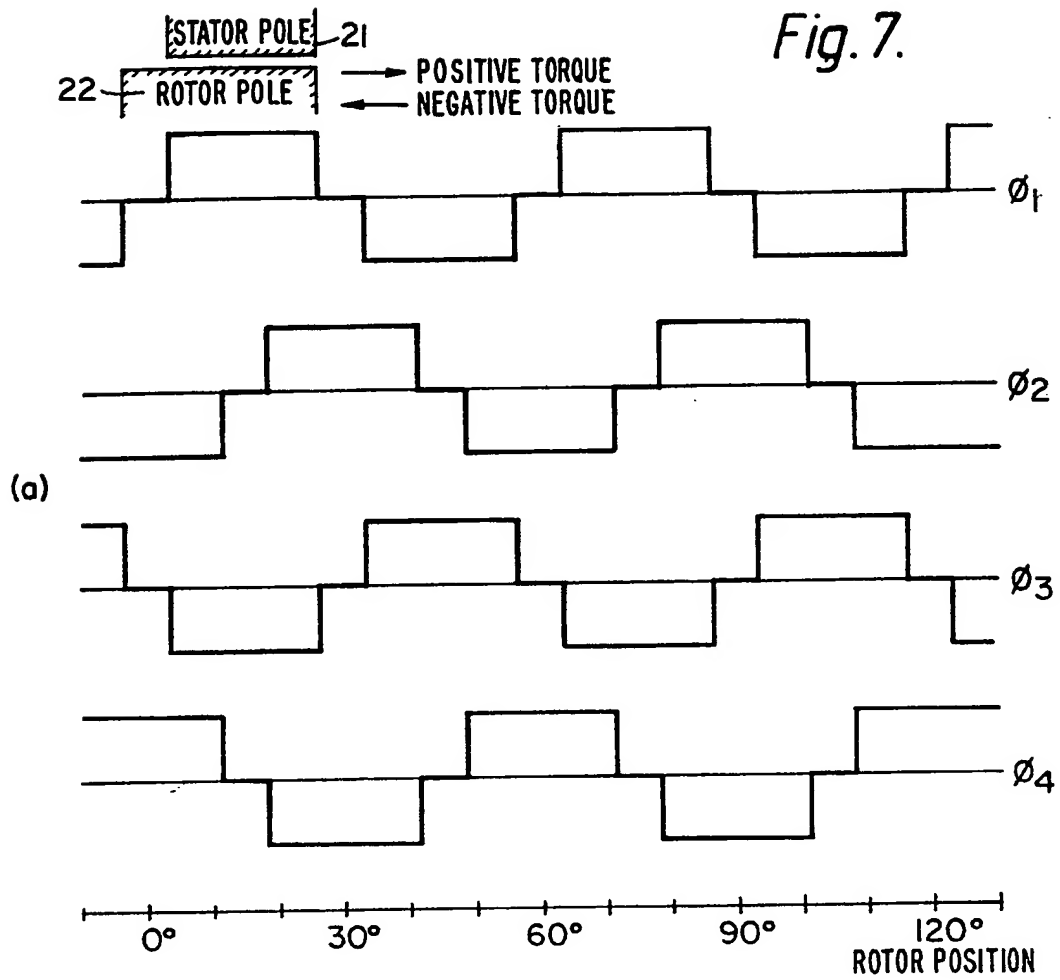 Fig. 7.
STATOR POLE 21
22 ROTOR POLE
POSITIVE TORQUE
NEGATIVE TORQUE
Ø1
Ø2
(a)
Ø3
Ø4
0° 30° 60° 90° 120°
ROTOR POSITION